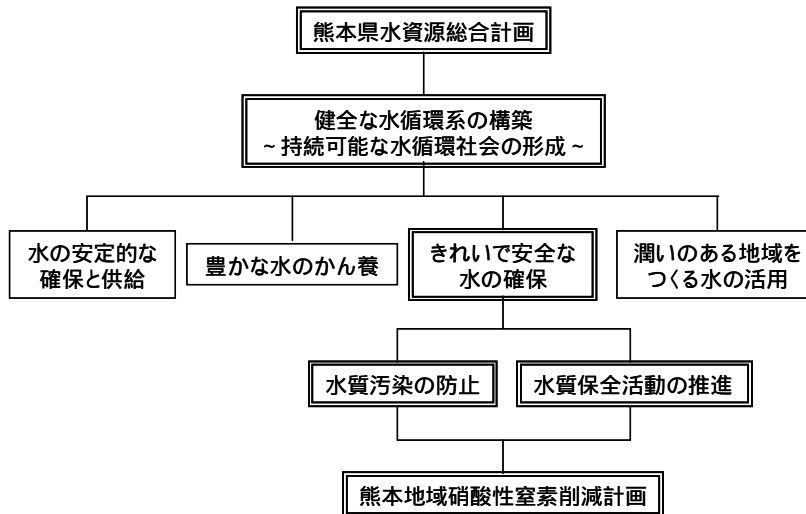 熊本県水資源総合計画
健全な水循環系の構築
~持続可能な水循環社会の形成~
水の安定的な
確保と供給
豊かな水のかん養
きれいで安全な
水の確保
潤いのある地域を
つくる水の活用
水質汚染の防止
水質保全活動の推進
熊本地域硝酸性窒素削減計画